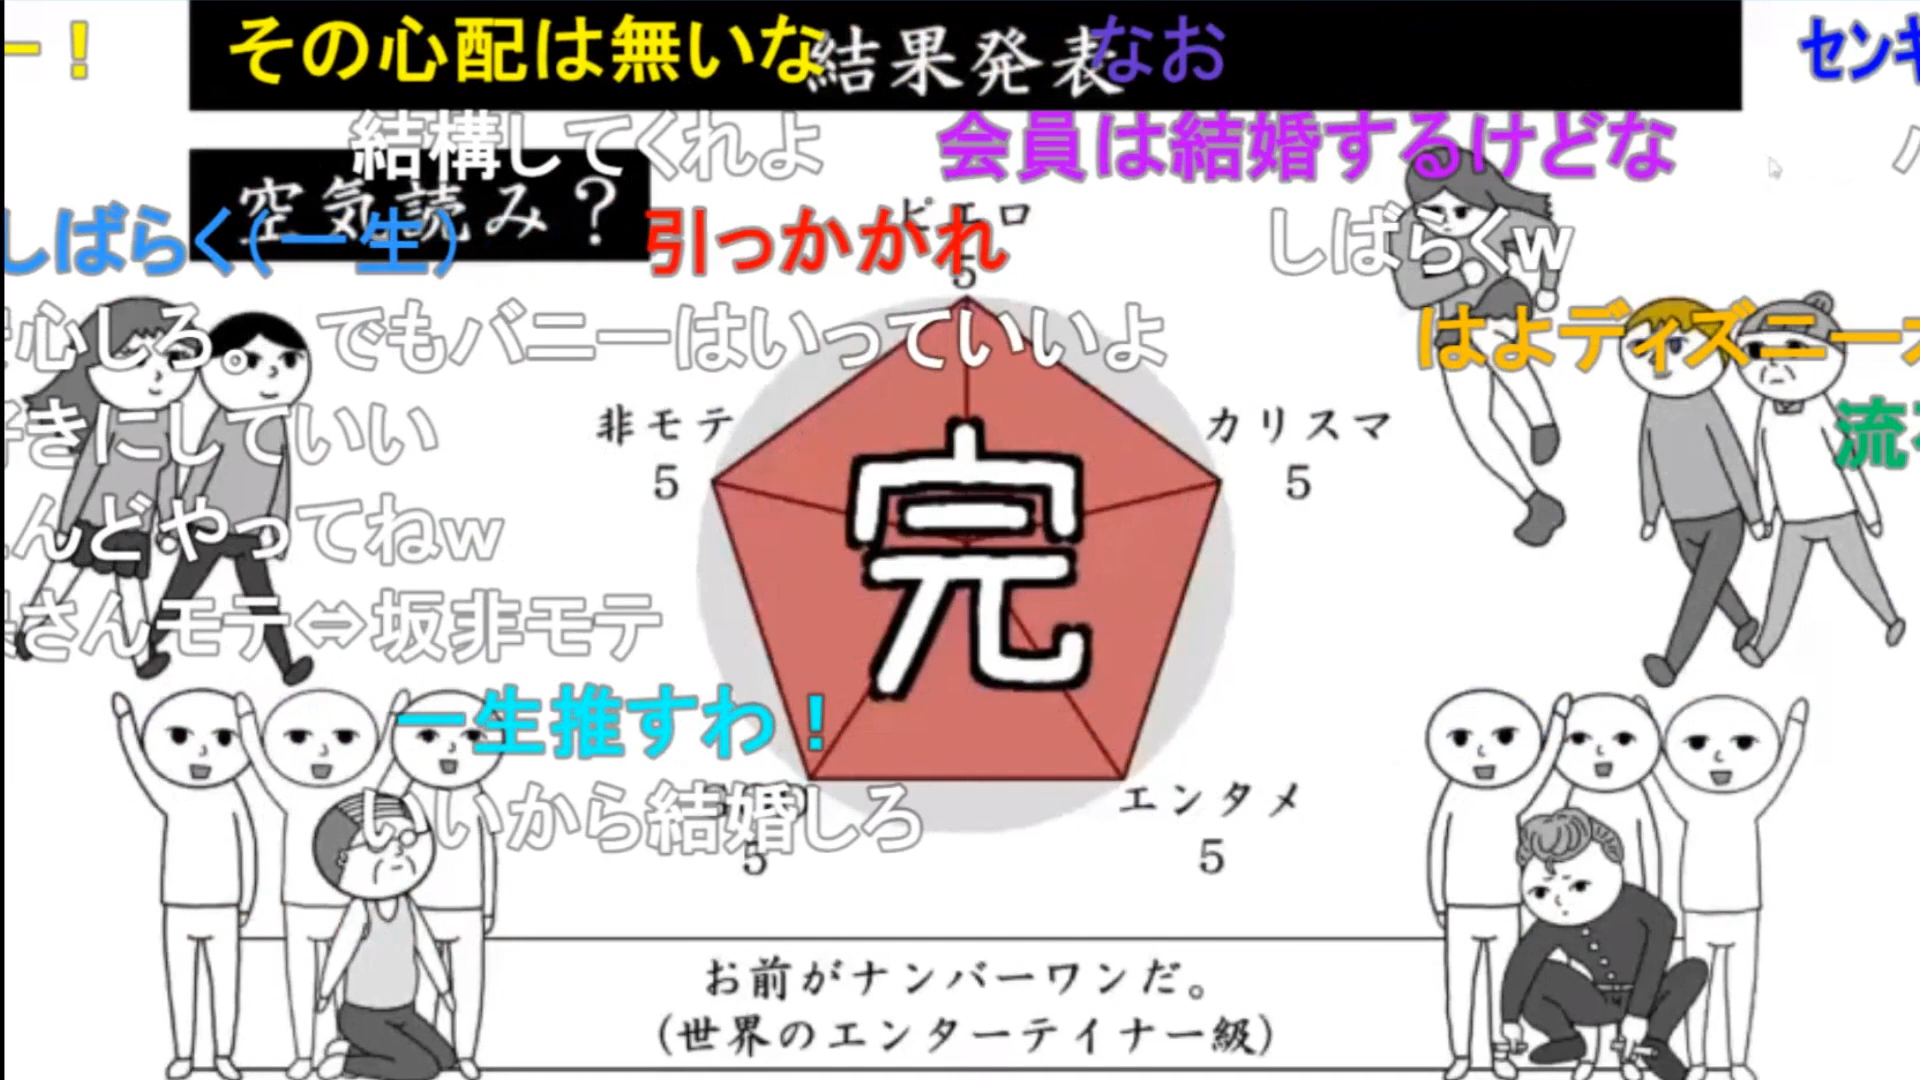 ー！
その心配は無いな
結果発表
なお
センキ
結構してくれよ
会員は結婚するけどな
空気読み？
しばらく(一生)
引っかかれ
ピエロ
5
しばらくw
心しろ
でもバニーはいっていいよ
はよディズニー
好きにしていい
非モテ
5
カリスマ
5
流
完
んどやってねw
さんモテ⇔坂非モテ
一生推すわ！
いいから結婚しろ
5
エンタメ
5
お前がナンバーワンだ。
(世界のエンターテイナー級)